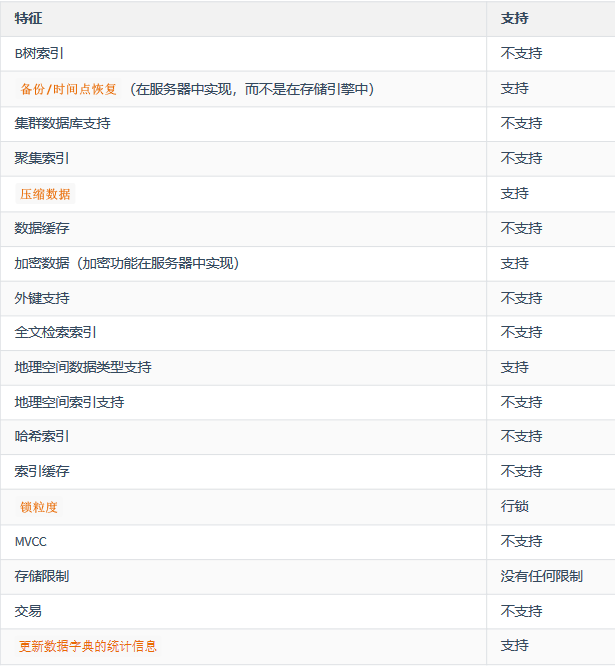 特征 支持
B树索引 不支持
备份/时间点恢复 （在服务器中实现，而不是在存储引擎中） 支持
集群数据库支持 不支持
聚集索引 不支持
压缩数据 支持
数据缓存 不支持
加密数据（加密功能在服务器中实现） 支持
外键支持 不支持
全文检索索引 不支持
地理空间数据类型支持 支持
地理空间索引支持 不支持
哈希索引 不支持
索引缓存 不支持
锁粒度 行锁
MVCC 不支持
存储限制 没有任何限制
交易 不支持
更新数据字典的统计信息 支持